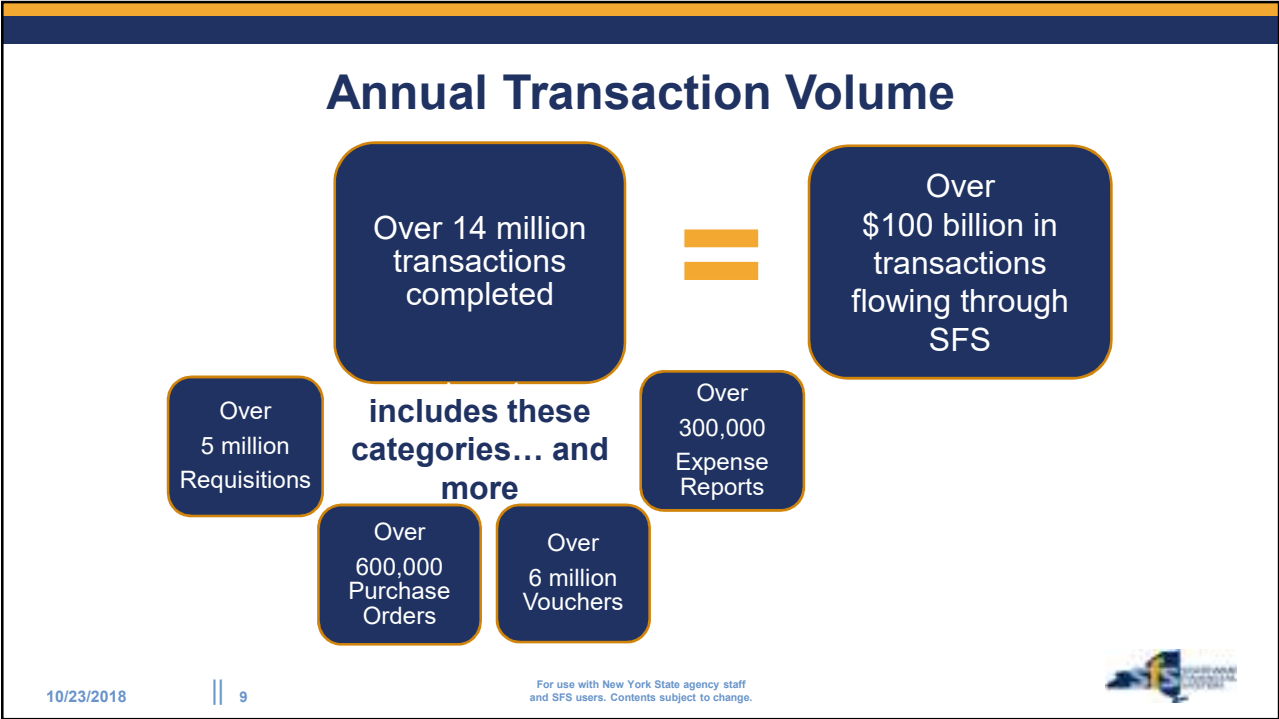 Annual Transaction Volume
Over 14 million
transactions
completed
Over
$100 billion in
transactions
flowing through
SFS
includes these
categories… and
more
Over
5 million
Requisitions
Over
300,000
Expense
Reports
Over
600,000
Purchase
Orders
Over
6 million
Vouchers
10/23/2018
9
For use with New York State agency staff
and SFS users. Contents subject to change.
sfs